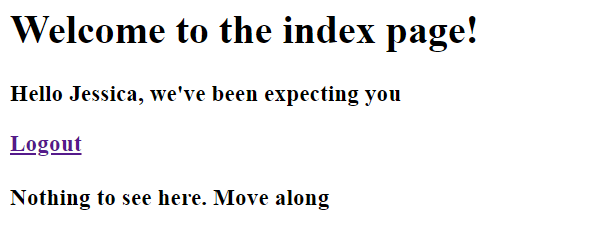 Welcome to the index page!
Hello Jessica, we've been expecting you
Logout
Nothing to see here. Move along